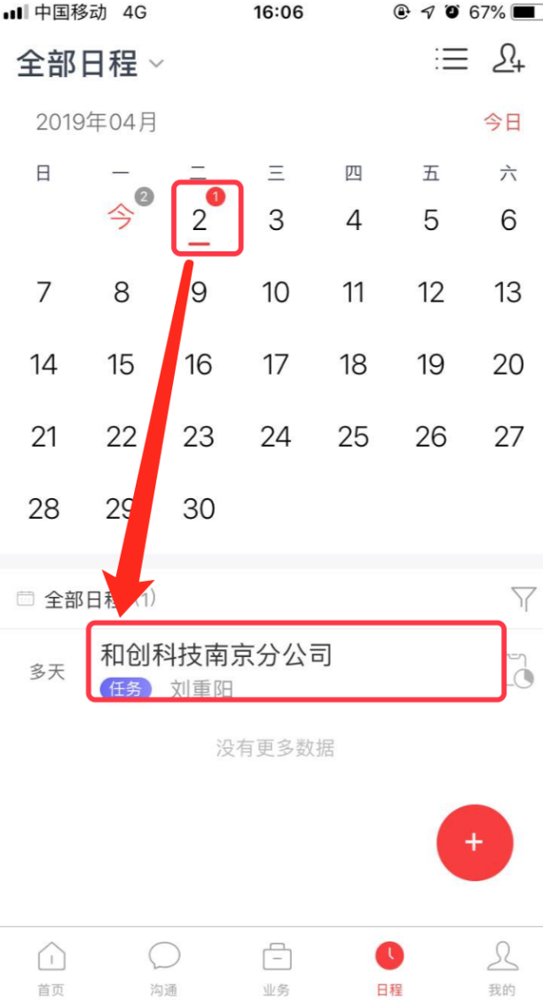 中国移动 4G 16:06 67%
全部日程
2019年04月 今日
日 一 二 三 四 五 六
2 1
今 2 3 4 5 6
7 8 9 10 11 12 13
14 15 16 17 18 19 20
21 22 23 24 25 26 27
28 29 30
全部日程 (1)
和创科技南京分公司
多天
任务 刘重阳
没有更多数据
+
首页 沟通 业务 日程 我的